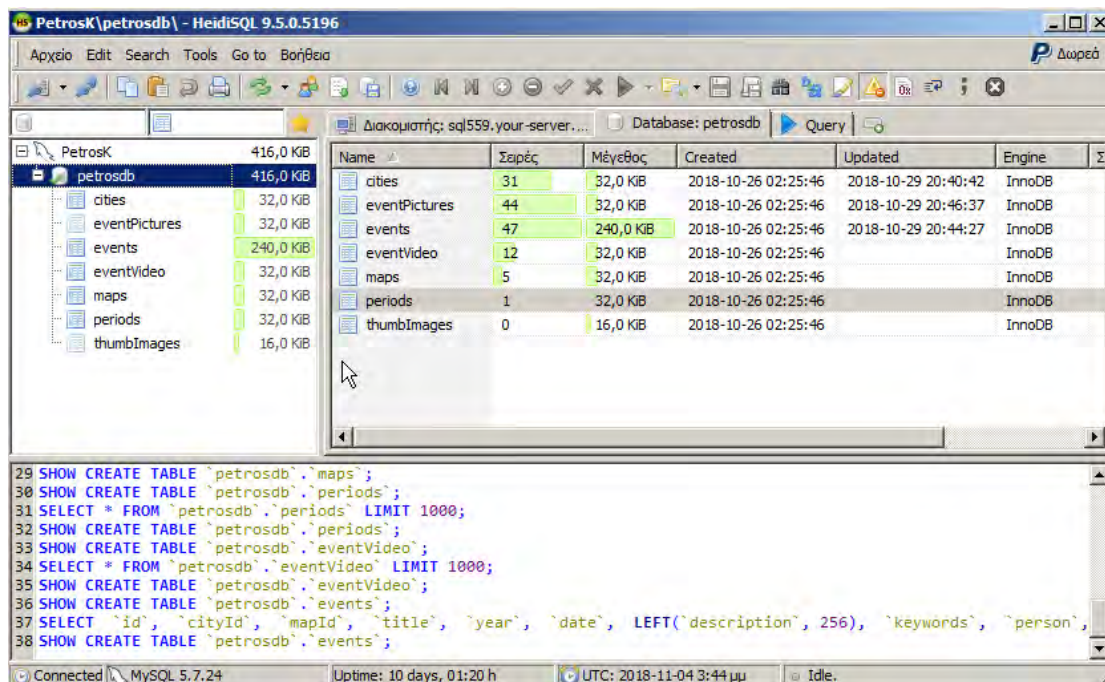 PetrosK\petrosdb\ - HeidiSQL 9.5.0.5196
Αρχείο Edit Search Tools Go to Βοήθεια Δωρεά
Διακομιστής: sql559.your-server.... Database: petrosdb Query
PetrosK 416,0 KiB
petrosdb 416,0 KiB
cities 32,0 KiB
eventPictures 32,0 KiB
events 240,0 KiB
eventVideo 32,0 KiB
maps 32,0 KiB
periods 32,0 KiB
thumbImages 16,0 KiB
Name Σειρές Μέγεθος Created Updated Engine Σ
cities 31 32,0 KiB 2018-10-26 02:25:46 2018-10-29 20:40:42 InnoDB
eventPictures 44 32,0 KiB 2018-10-26 02:25:46 2018-10-29 20:46:37 InnoDB
events 47 240,0 KiB 2018-10-26 02:25:46 2018-10-29 20:44:27 InnoDB
eventVideo 12 32,0 KiB 2018-10-26 02:25:46 InnoDB
maps 5 32,0 KiB 2018-10-26 02:25:46 InnoDB
periods 1 32,0 KiB 2018-10-26 02:25:46 InnoDB
thumbImages 0 16,0 KiB 2018-10-26 02:25:46 InnoDB
29 SHOW CREATE TABLE `petrosdb`.`maps`;
30 SHOW CREATE TABLE `petrosdb`.`periods`;
31 SELECT * FROM `petrosdb`.`periods` LIMIT 1000;
32 SHOW CREATE TABLE `petrosdb`.`periods`;
33 SHOW CREATE TABLE `petrosdb`.`eventVideo`;
34 SELECT * FROM `petrosdb`.`eventVideo` LIMIT 1000;
35 SHOW CREATE TABLE `petrosdb`.`eventVideo`;
36 SHOW CREATE TABLE `petrosdb`.`events`;
37 SELECT `id`, `cityId`, `mapId`, `title`, `year`, `date`, LEFT(`description`, 256), `keywords`, `person`,
38 SHOW CREATE TABLE `petrosdb`.`events`;
Connected MySQL 5.7.24 Uptime: 10 days, 01:20 h UTC: 2018-11-04 3:44 μμ Idle.